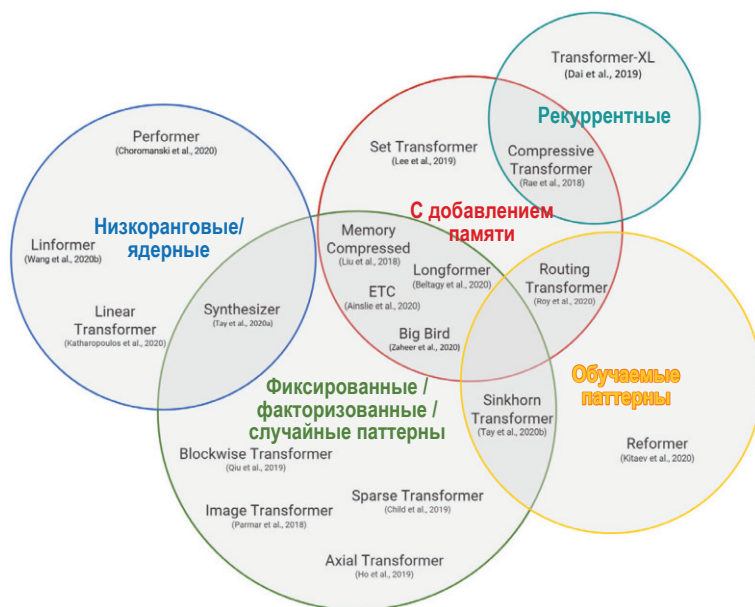 Transformer-XL
(Dai et al., 2019)
Рекуррентные
Performer
(Choromanski et al., 2020)
Set Transformer
(Lee et al., 2019)
Compressive
Transformer
(Rae et al., 2018)
Низкоранговые/
ядерные
С добавлением
памяти
Linformer
(Wang et al., 2020b)
Memory
Compressed
(Liu et al., 2018)
Longformer
(Beltagy et al., 2020)
Routing
Transformer
(Roy et al., 2020)
ETC
(Ainslie et al., 2020)
Linear
Transformer
(Katharopoulos et al., 2020)
Synthesizer
(Tay et al., 2020a)
Big Bird
(Zaheer et al., 2020)
Фиксированные /
факторизованные /
случайные паттерны
Обучаемые
паттерны
Sinkhorn
Transformer
(Tay et al., 2020b)
Reformer
(Kitaev et al., 2020)
Blockwise Transformer
(Qiu et al., 2019)
Sparse Transformer
(Child et al., 2019)
Image Transformer
(Parmar et al., 2018)
Axial Transformer
(Ho et al., 2019)